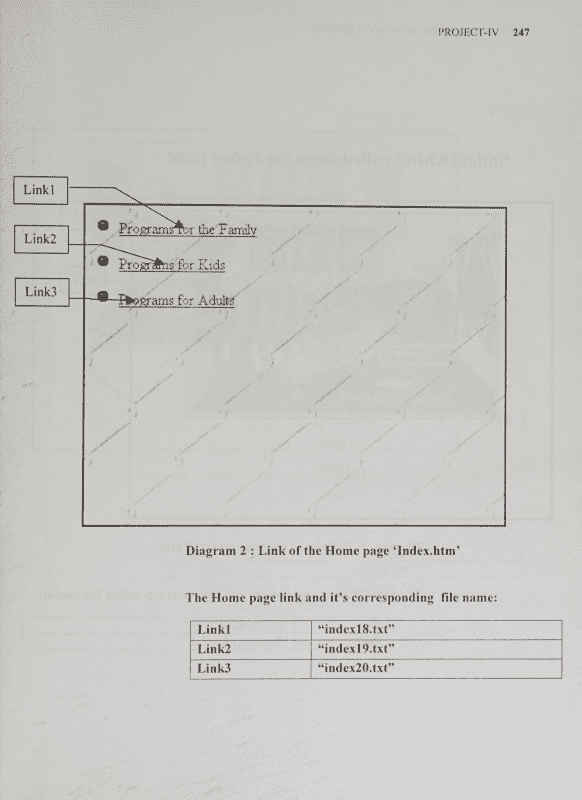 PROJECT-IV 247
Link1
Programs for the Family
Link2
Programs for Kids
Link3
Programs for Adults
Diagram 2 : Link of the Home page ‘Index.htm’
The Home page link and it's corresponding file name:
Link1 “index18.txt”
Link2 “index19.txt”
Link3 “index20.txt”